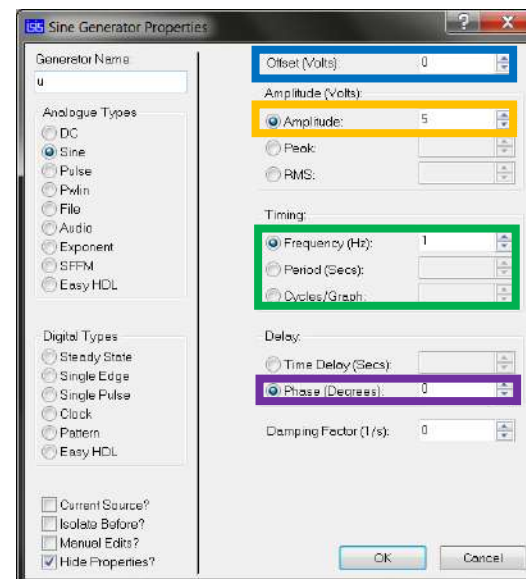 ISIS Sine Generator Properties
? X
Generator Name:
u
Analogue Types
DC
Sine
Pulse
Pwlin
File
Audio
Exponent
SFFM
Easy HDL
Digital Types
Steady State
Single Edge
Single Pulse
Clock
Pattern
Easy HDL
Current Source?
Isolate Before?
Manual Edits?
Hide Properties?
Offset (Volts): 0
Amplitude (Volts):
Amplitude: 5
Peak:
RMS:
Timing:
Frequency (Hz): 1
Period (Secs):
Cycles/Graph:
Delay:
Time Delay (Secs):
Phase (Degrees): 0
Damping Factor (1/s): 0
OK Cancel